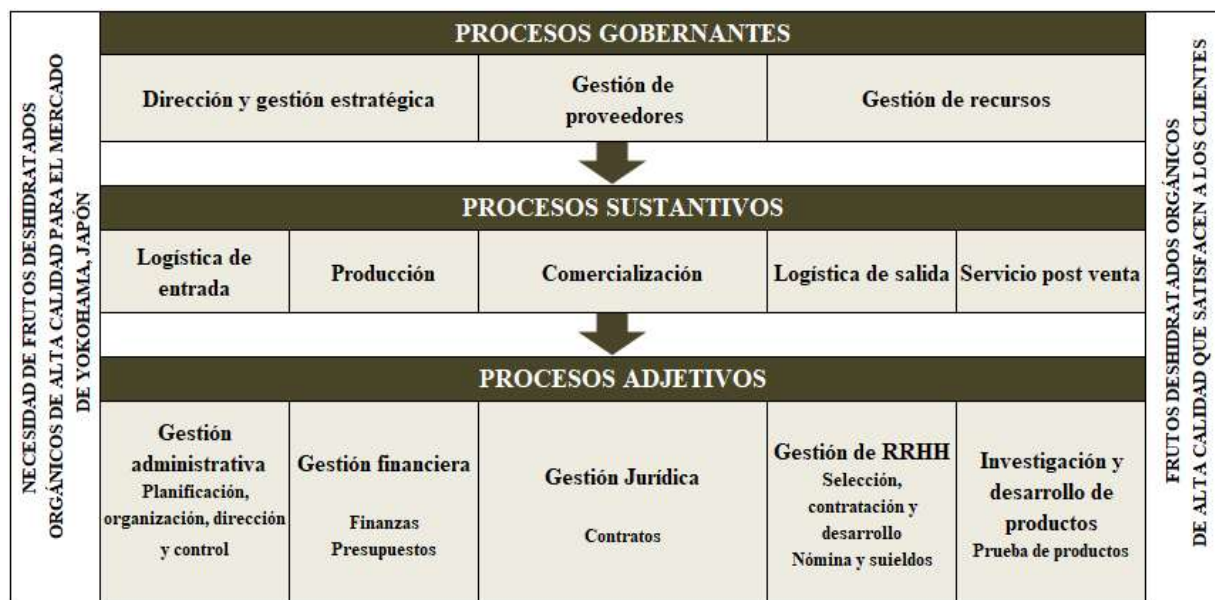 NECESIDAD DE FRUTOS DESHIDRATADOS
ORGÁNICOS DE ALTA CALIDAD PARA EL MERCADO
DE YOKOHAMA, JAPÓN
PROCESOS GOBERNANTES
Dirección y gestión estratégica
Gestión de
proveedores
Gestión de recursos
PROCESOS SUSTANTIVOS
Logística de
entrada
Producción
Comercialización
Logística de salida
Servicio post venta
PROCESOS ADJETIVOS
Gestión
administrativa
Planificación,
organización, dirección
y control
Gestión financiera
Finanzas
Presupuestos
Gestión Jurídica
Contratos
Gestión de RRHH
Selección,
contratación y
desarrollo
Nómina y suieldos
Investigación y
desarrollo de
productos
Prueba de productos
FRUTOS DESHIDRATADOS ORGÁNICOS
DE ALTA CALIDAD QUE SATISFACEN A LOS CLIENTES